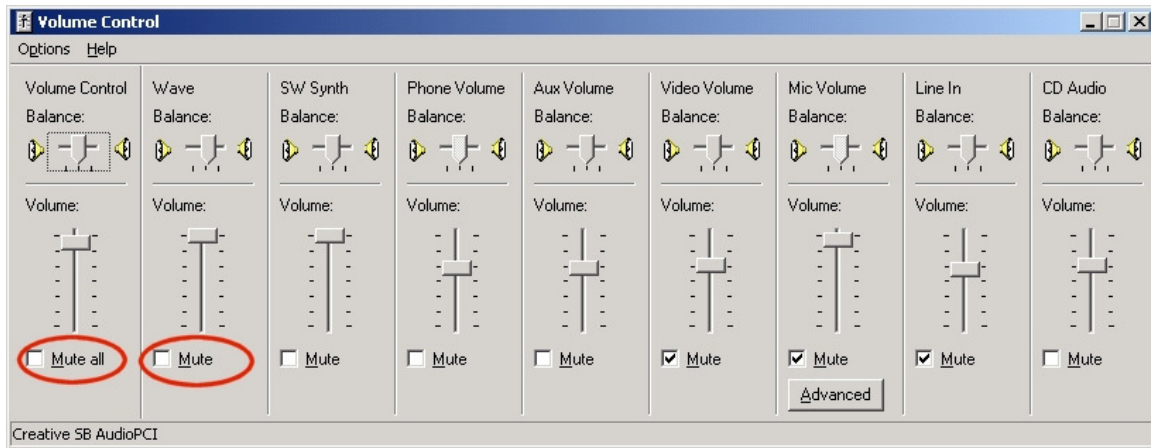 Volume Control
Options Help
Volume Control Wave SW Synth Phone Volume Aux Volume Video Volume Mic Volume Line In CD Audio
Balance: Balance: Balance: Balance: Balance: Balance: Balance: Balance: Balance:
Volume: Volume: Volume: Volume: Volume: Volume: Volume: Volume: Volume:
Mute all Mute Mute Mute Mute Mute Mute Mute Mute
Advanced
Creative SB AudioPCI